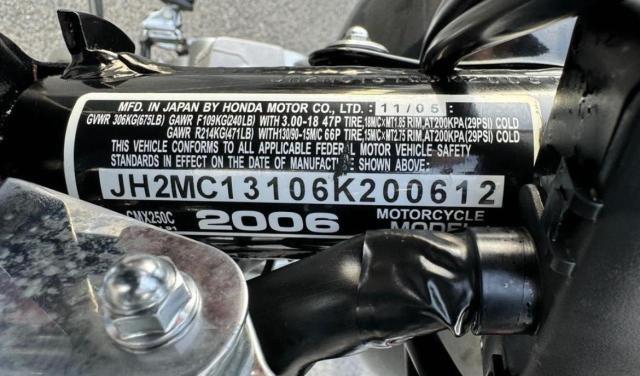 MFD. IN JAPAN BY HONDA MOTOR CO., LTD. : 11/05 :
GVWR 306KG(675LB) GAWR F109KG(240LB) WITH 3.00-18 47P TIRE,18MC×MT1.85 RIM,AT200KPA(29PSI) COLD
GAWR R214KG(471LB) WITH130/90-15M/C 66P TIRE,15M/C×MT2.75 RIM,AT200KPA(29PSI) COLD
THIS VEHICLE CONFORMS TO ALL APPLICABLE FEDERAL MOTOR VEHICLE SAFETY
STANDARDS IN EFFECT ON THE DATE OF MANUFACTURE SHOWN ABOVE:
JH2MC13106K200612
CMX250C 2006 MOTORCYCLE
MODEL